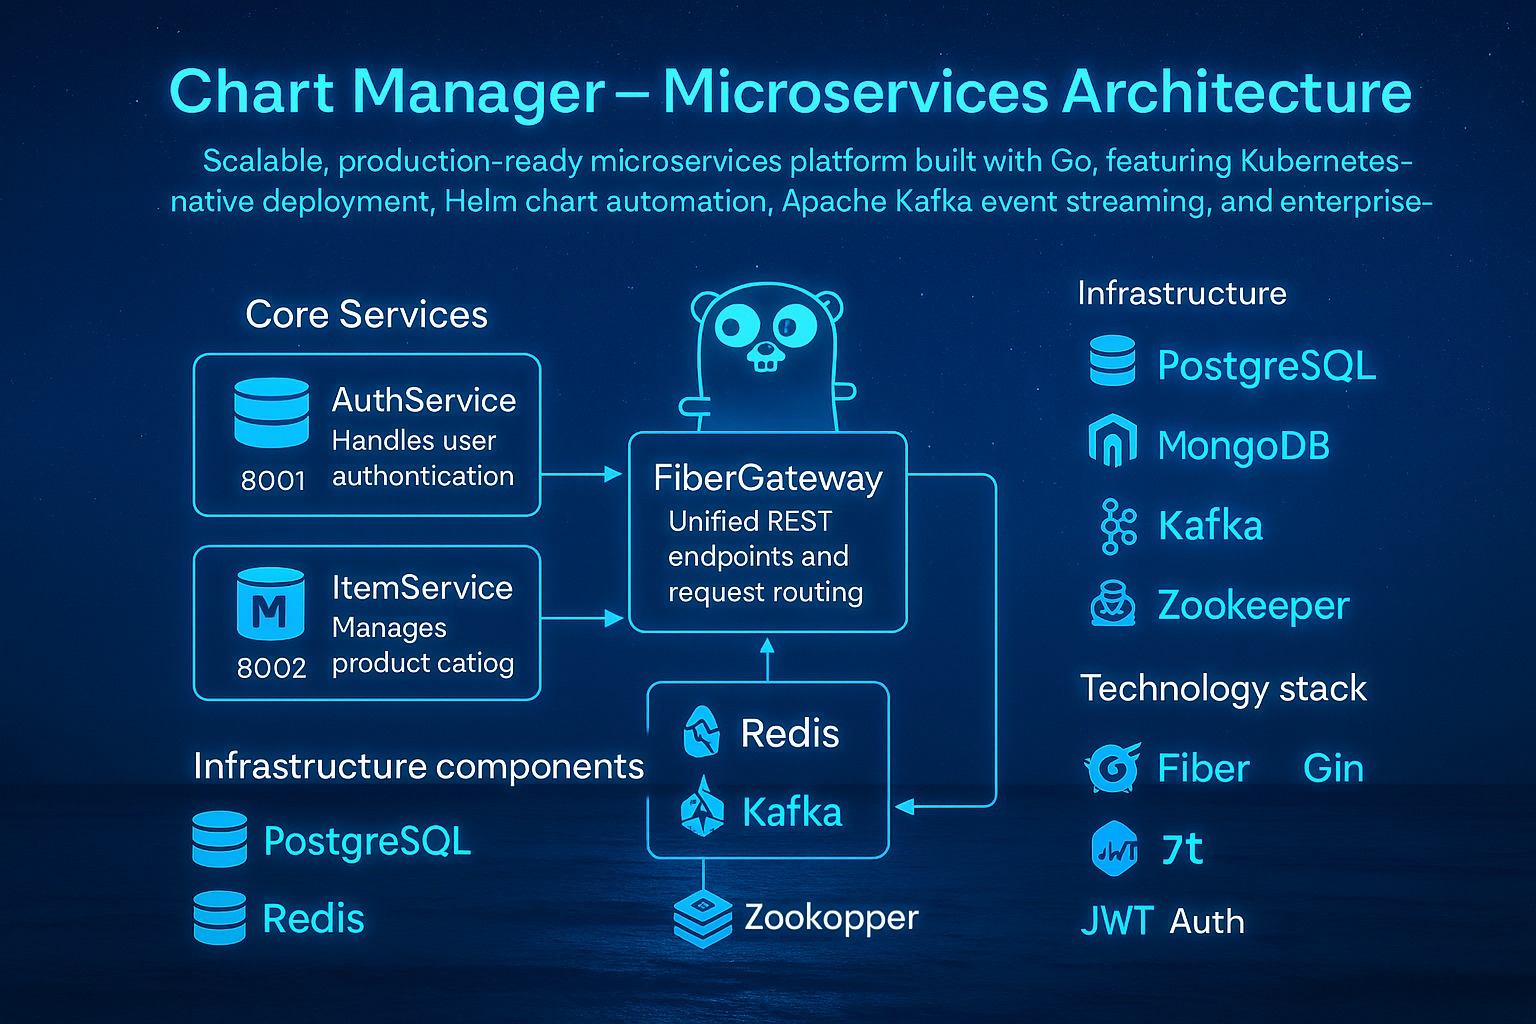 Chart Manager – Microservices Architecture
Scalable, production-ready microservices platform built with Go, featuring Kubernetes-
native deployment, Helm chart automation, Apache Kafka event streaming, and enterprise-
Core Services
AuthService
Handles user
authontication
8001
ItemService
Manages
product catiog
M
8002
FiberGateway
Unified REST
endpoints and
request routing
Redis
Kafka
Zookopper
Infrastructure components
PostgreSQL
Redis
Infrastructure
PostgreSQL
MongoDB
Kafka
Zookeeper
Technology stack
Fiber Gin
JWT 7t
JWT Auth